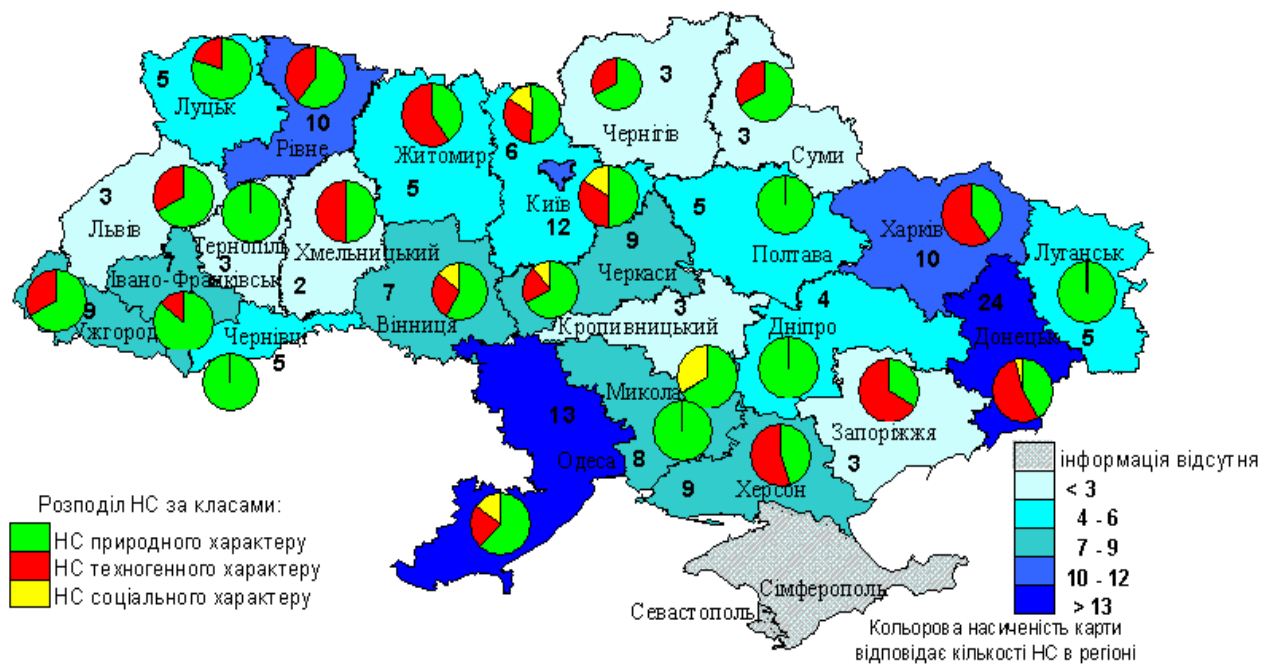 5
Луцьк
10
Рівне
Житомир
5
6
Київ
12
3
Чернігів
3
Суми
3
Львів
Тернопіль
3
Хмельницький
2
7
Івано-Франківськ
9
Ужгород
Чернівці
5
7
Вінниця
9
Черкаси
5
Полтава
Харків
10
Луганськ
5
3
Кропивницький
4
Дніпро
24
Донецьк
13
Одеса
Микола
8
9
Херсон
Запоріжжя
3
Сімферополь
Севастополь
Розподіл НС за класами:
НС природного характеру
НС техногенного характеру
НС соціального характеру
інформація відсутня
< 3
4 - 6
7 - 9
10 - 12
> 13
Кольорова насиченість карти
відповідає кількості НС в регіоні